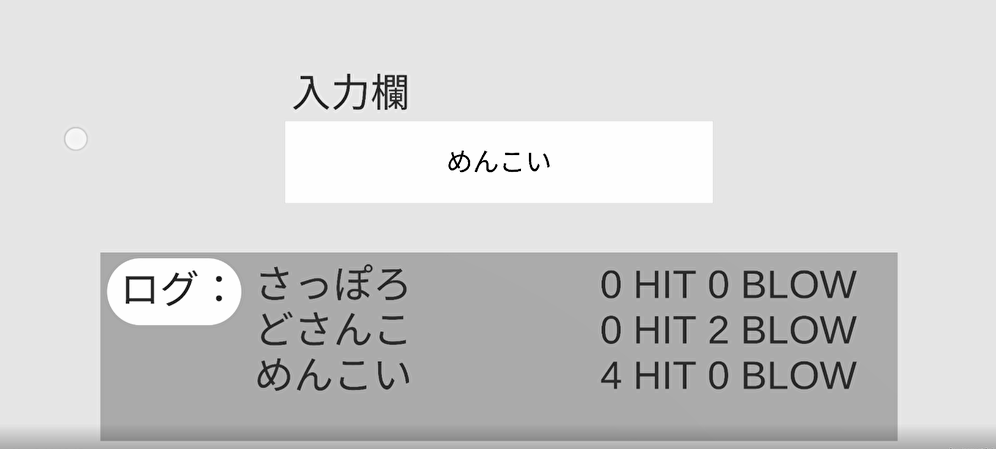 入力欄
めんこい
ログ： さっぽろ 0 HIT 0 BLOW
どさんこ 0 HIT 2 BLOW
めんこい 4 HIT 0 BLOW